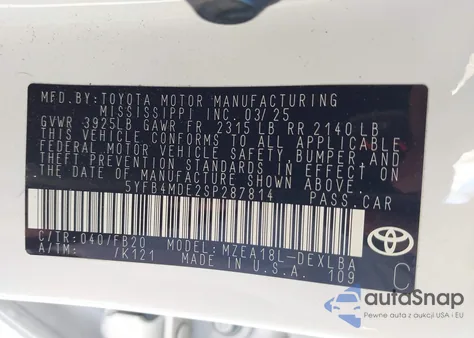 MFD.BY:TOYOTA MOTOR MANUFACTURING
MISSISSIPPI INC.03/25
GVWR 3925LB GAWR FR 2315 LB RR 2140 LB
THIS VEHICLE CONFORMS TO ALL APPLICABLE
FEDERAL MOTOR VEHICLE SAFETY,BUMPER,AND
THEFT PREVENTION STANDARDS IN EFFECT ON
THE DATE OF MANUFACTURE SHOWN ABOVE.
5YFB4MDE2SP287814 PASS.CAR
C/TR:040/FB20 MODEL: MZEA18L-DEXLBA
A/TM: /K121 MADE IN U.S.A. 109
TOYOTA
C
autoSnap
Pewne auta z aukcji USA i EU